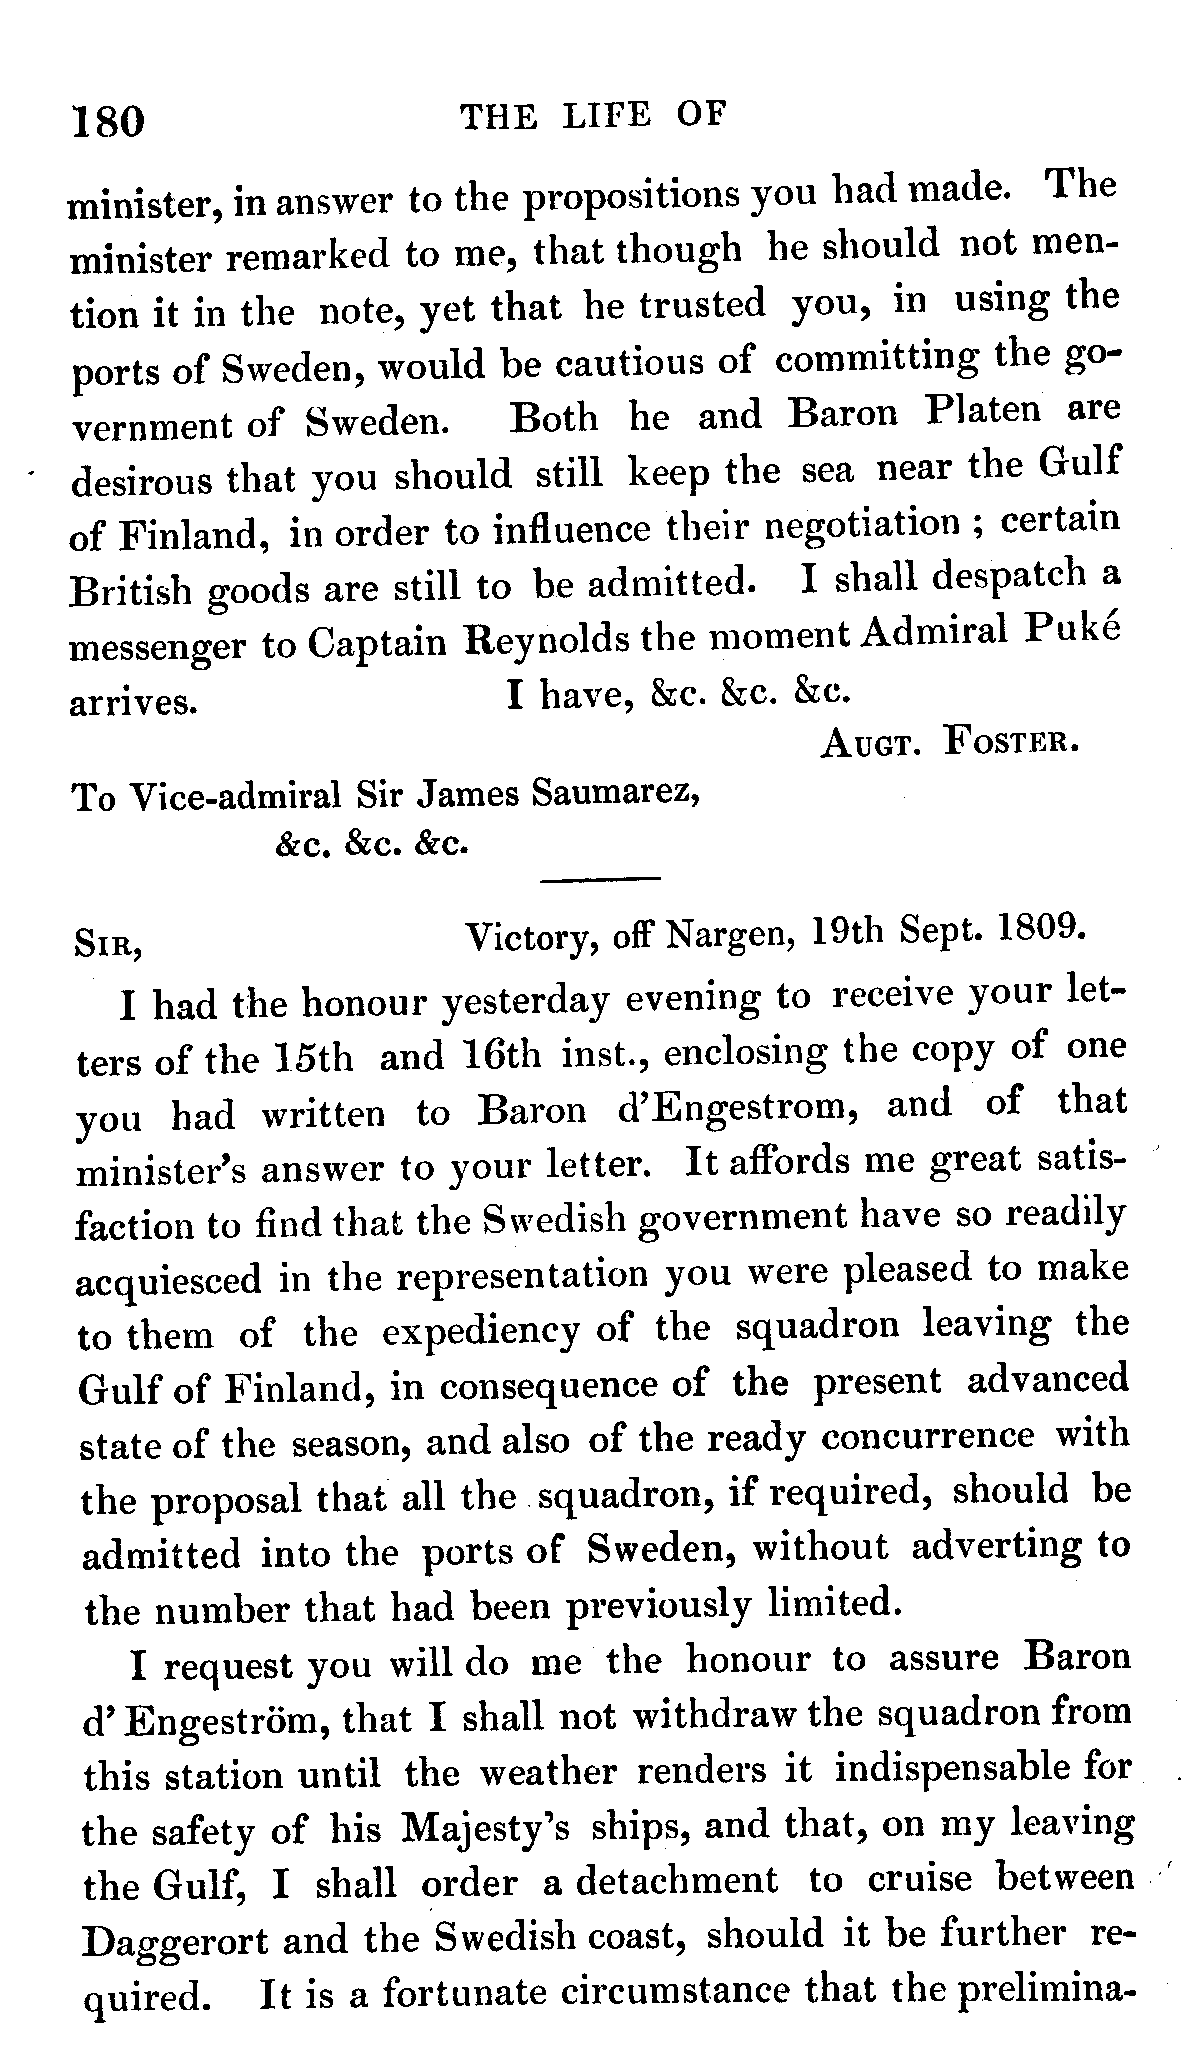 180 THE LIFE OF
minister, in answer to the propositions you had made. The
minister remarked to me, that though he should not men-
tion it in the note, yet that he trusted you, in using the
ports of Sweden, would be cautious of committing the go-
vernment of Sweden. Both he and Baron Platen are
desirous that you should still keep the sea near the Gulf
of Finland, in order to influence their negotiation ; certain
British goods are still to be admitted. I shall despatch a
messenger to Captain Reynolds the moment Admiral Puké
arrives. I have, &c. &c. &c.
AUGT. FOSTER.
To Vice-admiral Sir James Saumarez,
&c. &c. &c.
SIR, Victory, off Nargen, 19th Sept. 1809.
I had the honour yesterday evening to receive your let-
ters of the 15th and 16th inst., enclosing the copy of one
you had written to Baron d'Engestrom, and of that
minister's answer to your letter. It affords me great satis-
faction to find that the Swedish government have so readily
acquiesced in the representation you were pleased to make
to them of the expediency of the squadron leaving the
Gulf of Finland, in consequence of the present advanced
state of the season, and also of the ready concurrence with
the proposal that all the squadron, if required, should be
admitted into the ports of Sweden, without adverting to
the number that had been previously limited.
I request you will do me the honour to assure Baron
d' Engeström, that I shall not withdraw the squadron from
this station until the weather renders it indispensable for
the safety of his Majesty's ships, and that, on my leaving
the Gulf, I shall order a detachment to cruise between
Daggerort and the Swedish coast, should it be further re-
quired. It is a fortunate circumstance that the prelimina-